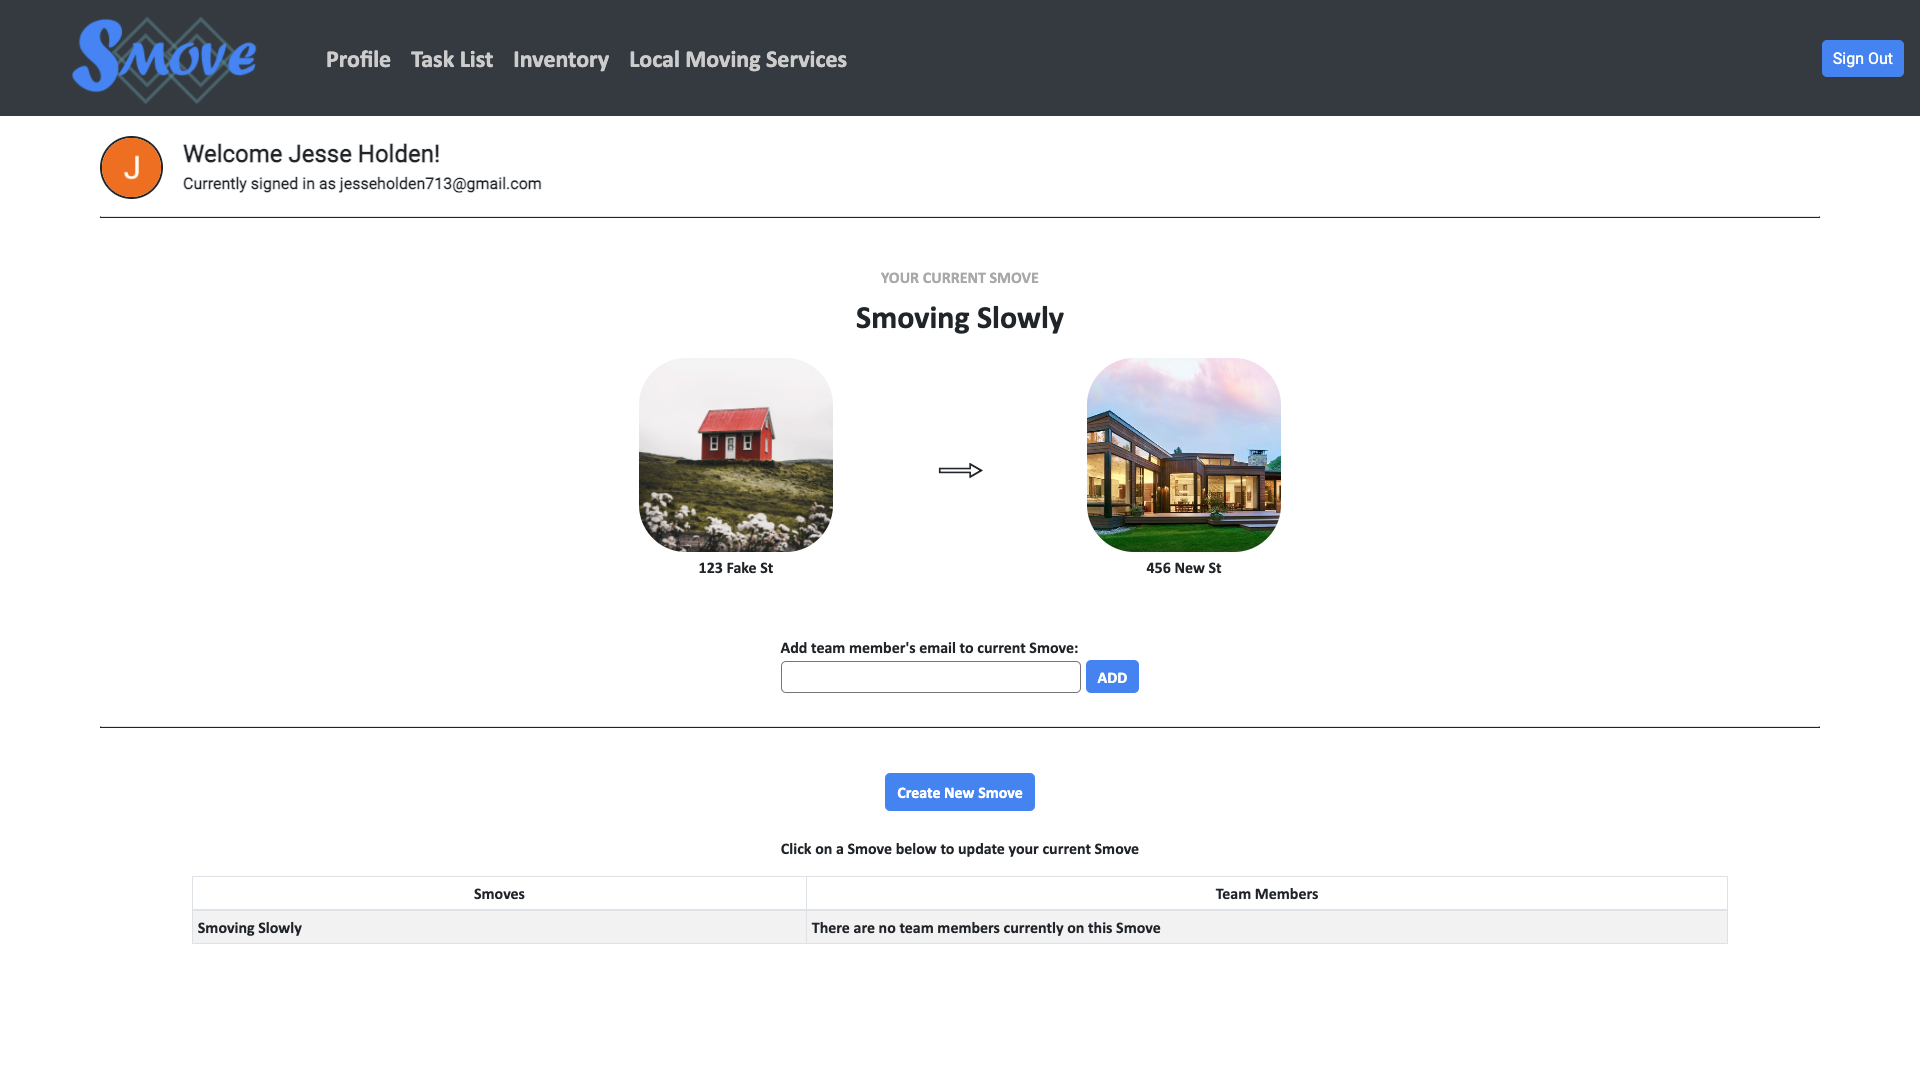 Smove
Profile Task List Inventory Local Moving Services
Sign Out
J
Welcome Jesse Holden!
Currently signed in as jesseholden713@gmail.com
YOUR CURRENT SMOVE
Smoving Slowly
123 Fake St
456 New St
Add team member's email to current Smove:
ADD
Create New Smove
Click on a Smove below to update your current Smove
Smoves Team Members
Smoving Slowly There are no team members currently on this Smove